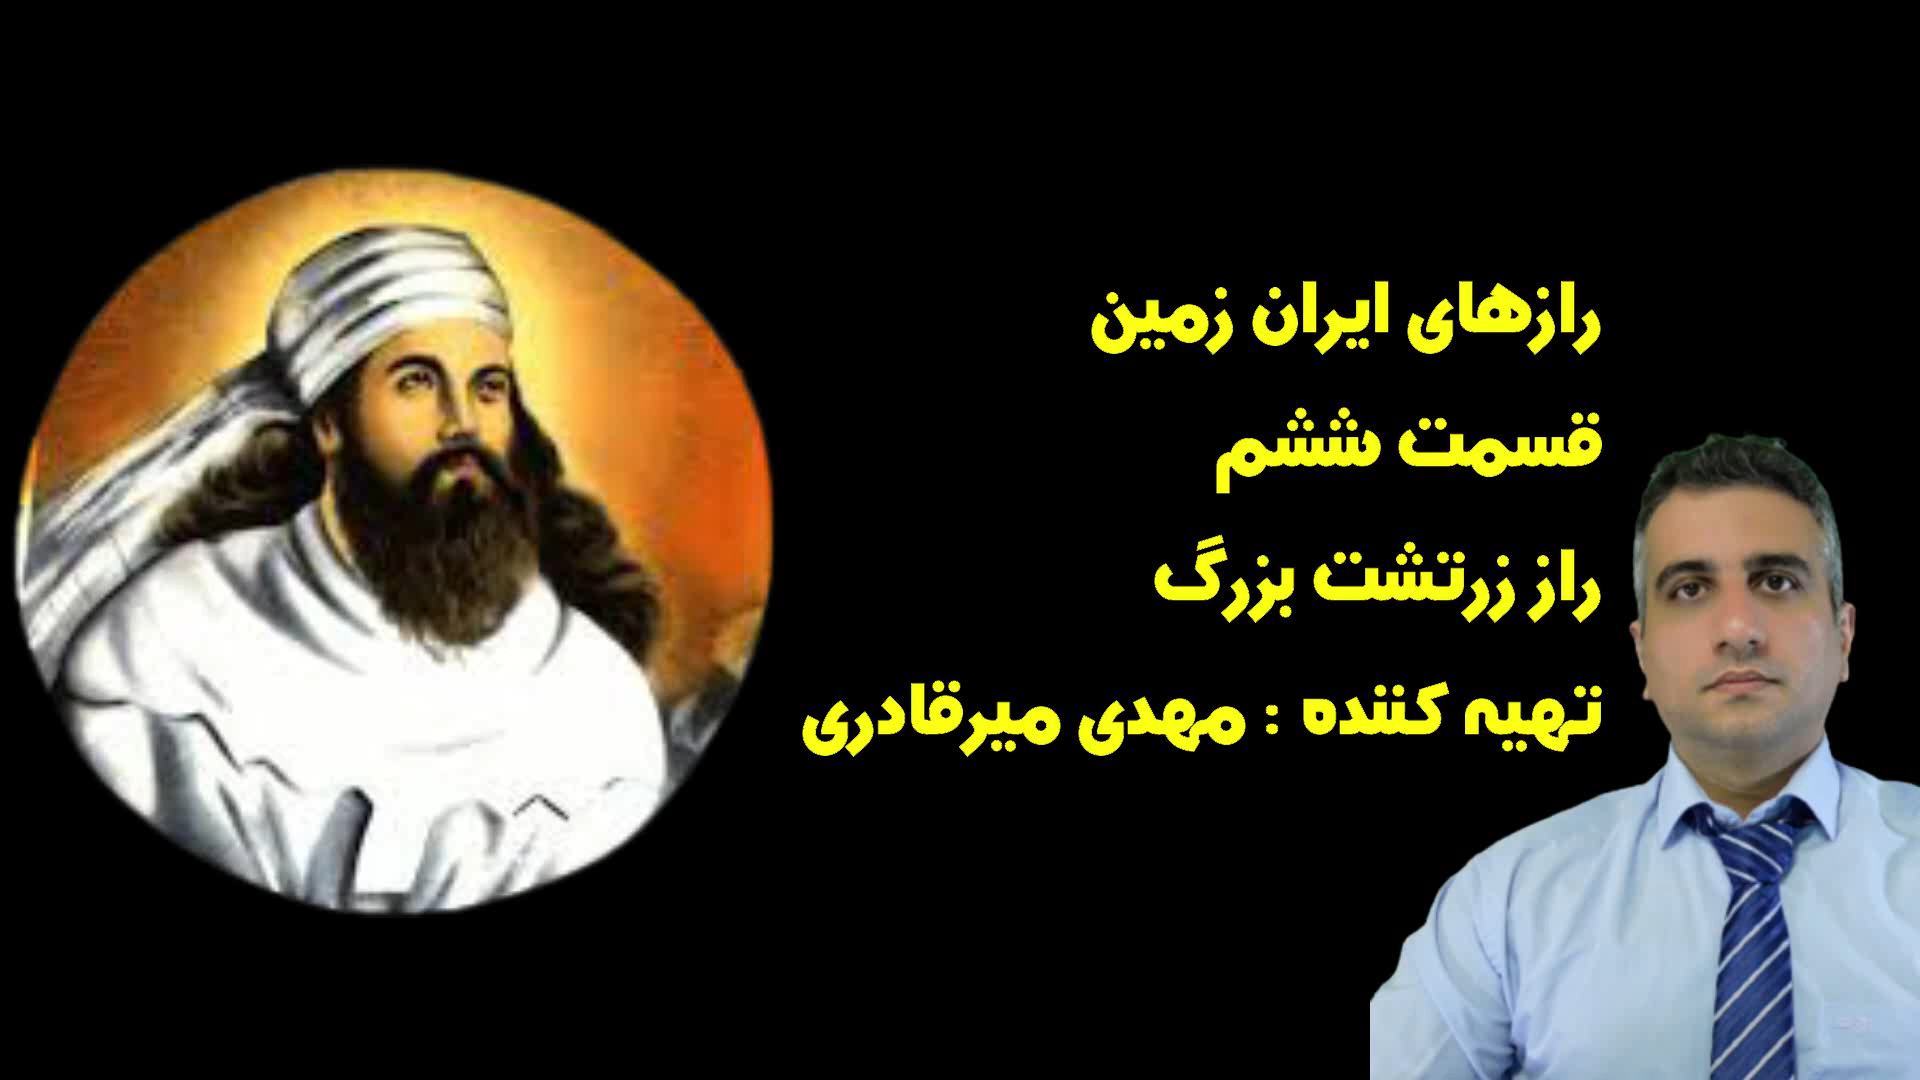 رازهای ایران زمین
قسمت ششم
راز زرتشت بزرگ
تهیه کننده : مهدی میرقادری